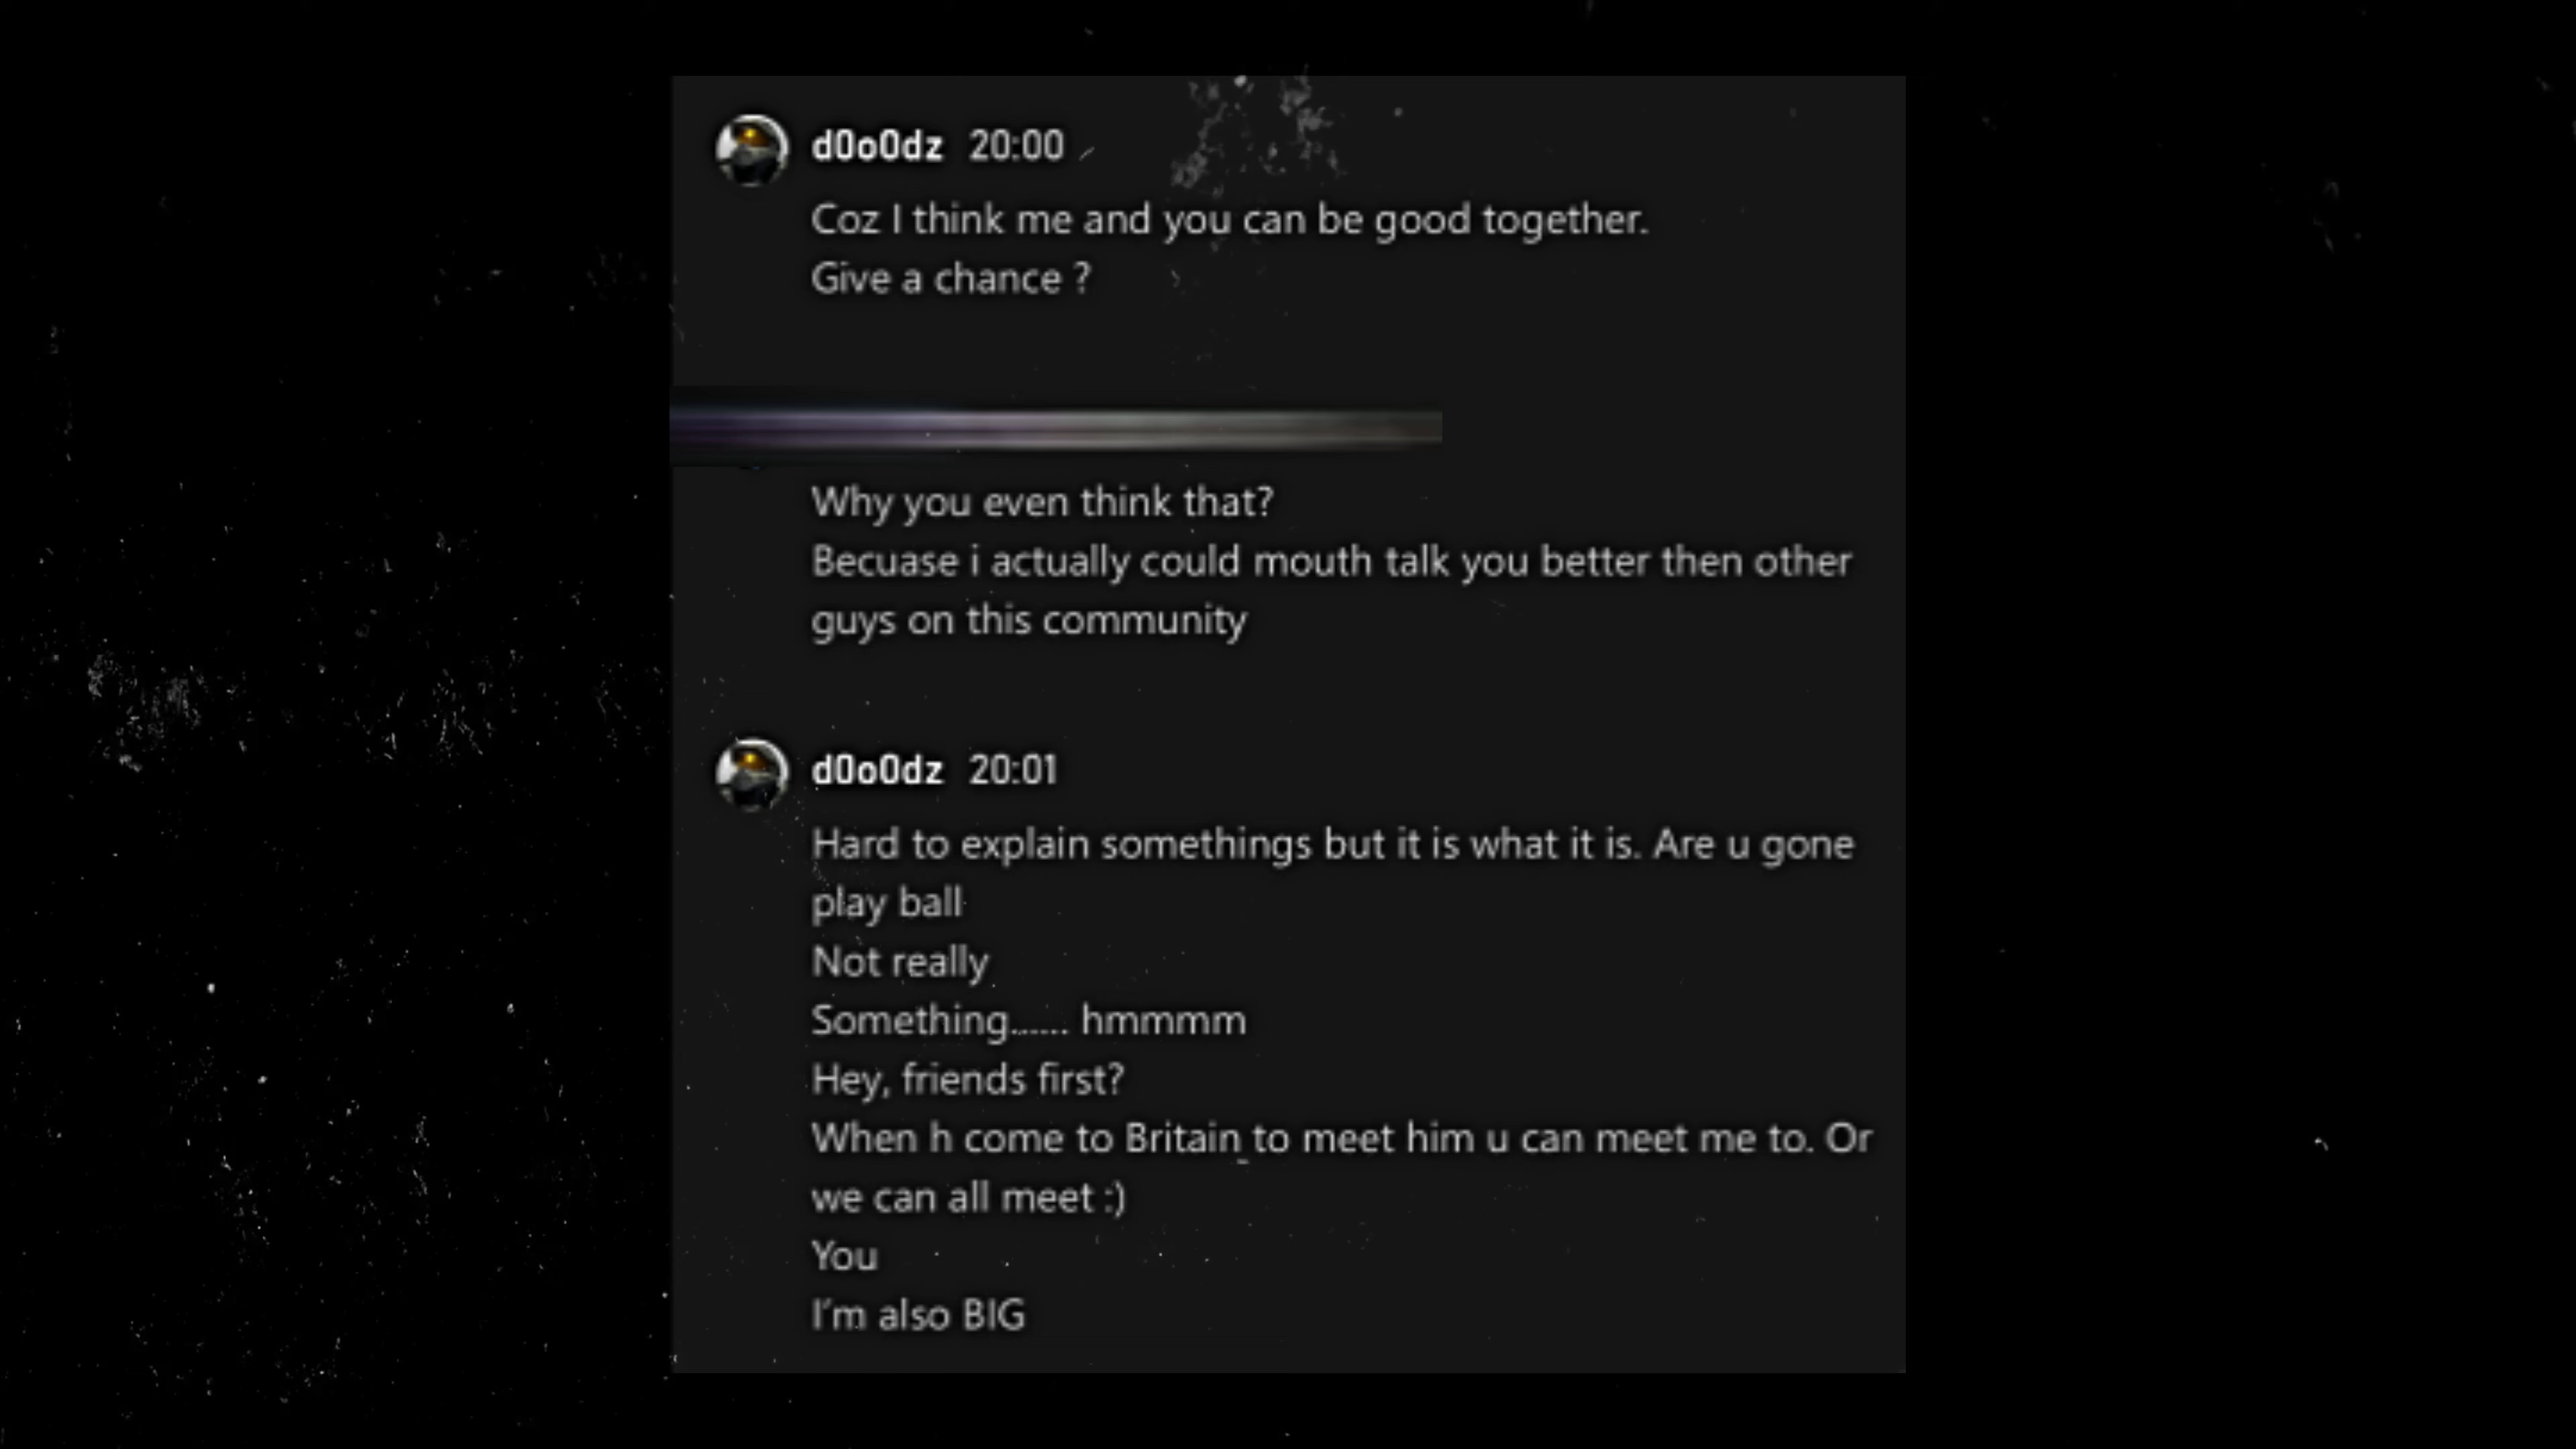 d0o0dz 20:00
Coz I think me and you can be good together.
Give a chance ?
Why you even think that?
Becuase i actually could mouth talk you better then other
guys on this community
d0o0dz 20:01
Hard to explain somethings but it is what it is. Are u gone
play ball
Not really
Something...... hmmmm
Hey, friends first?
When h come to Britain to meet him u can meet me to. Or
we can all meet :)
You
I'm also BIG